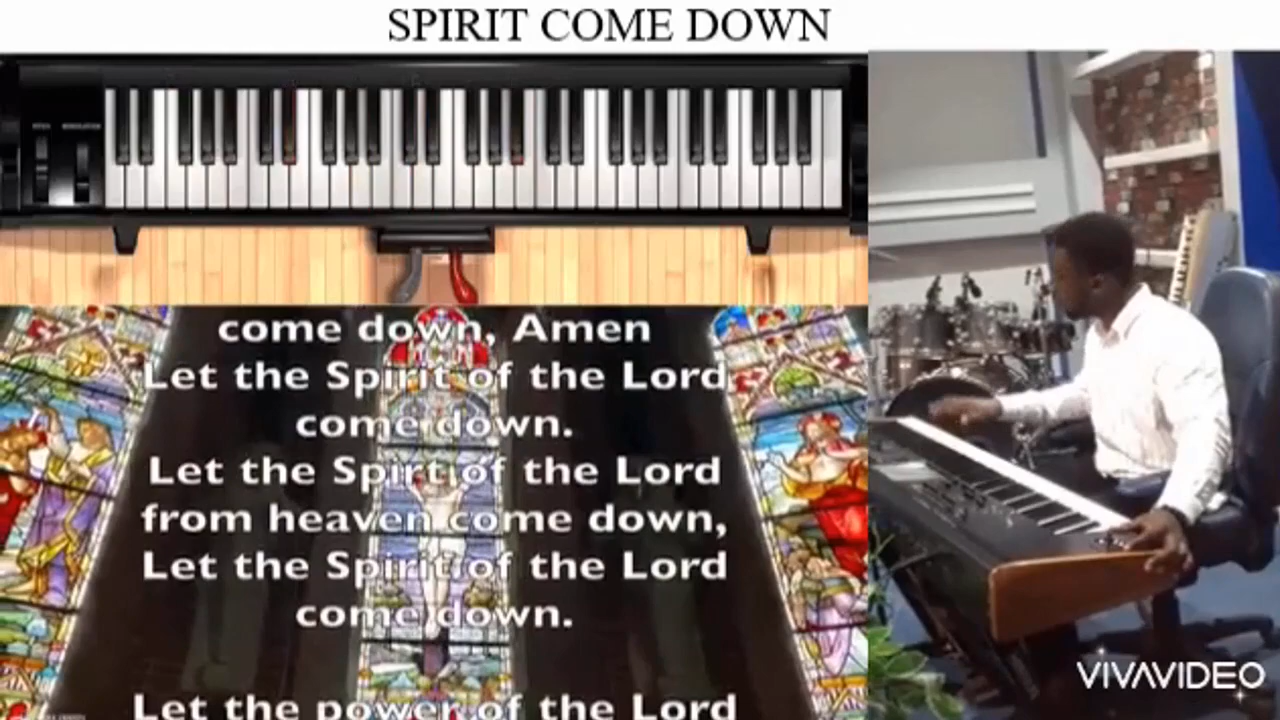 SPIRIT COME DOWN
come down, Amen
Let the Spirit of the Lord
come down.
Let the Spirt of the Lord
from heaven come down,
Let the Spirit of the Lord
come down.
Let the power of the Lord
VIVAVIDEO